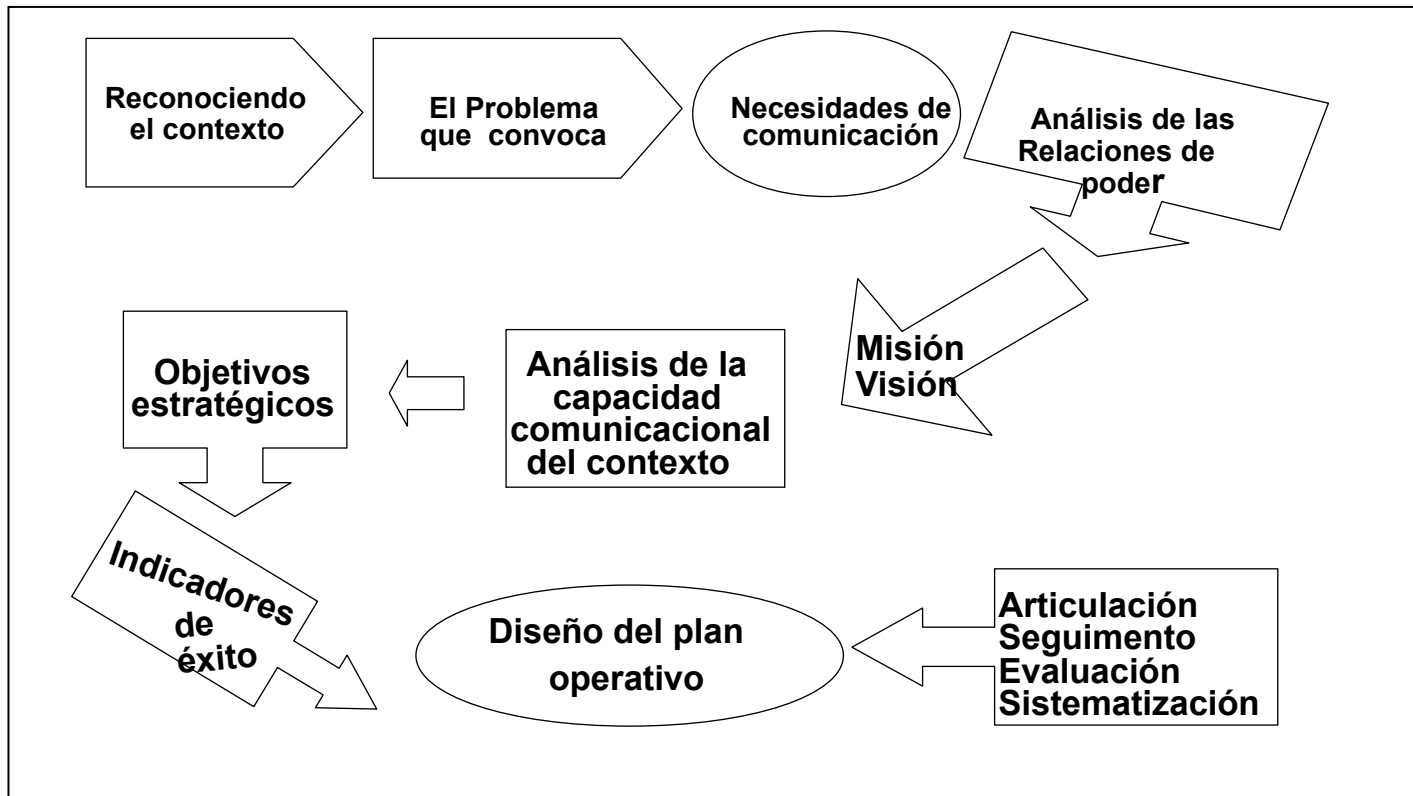 Reconociendo
el contexto
El Problema
que convoca
Necesidades de
comunicación
Análisis de las
Relaciones de
poder
Misión
Visión
Análisis de la
capacidad
comunicacional
del contexto
Objetivos
estratégicos
Indicadores
de
éxito
Diseño del plan
operativo
Articulación
Seguimento
Evaluación
Sistematización